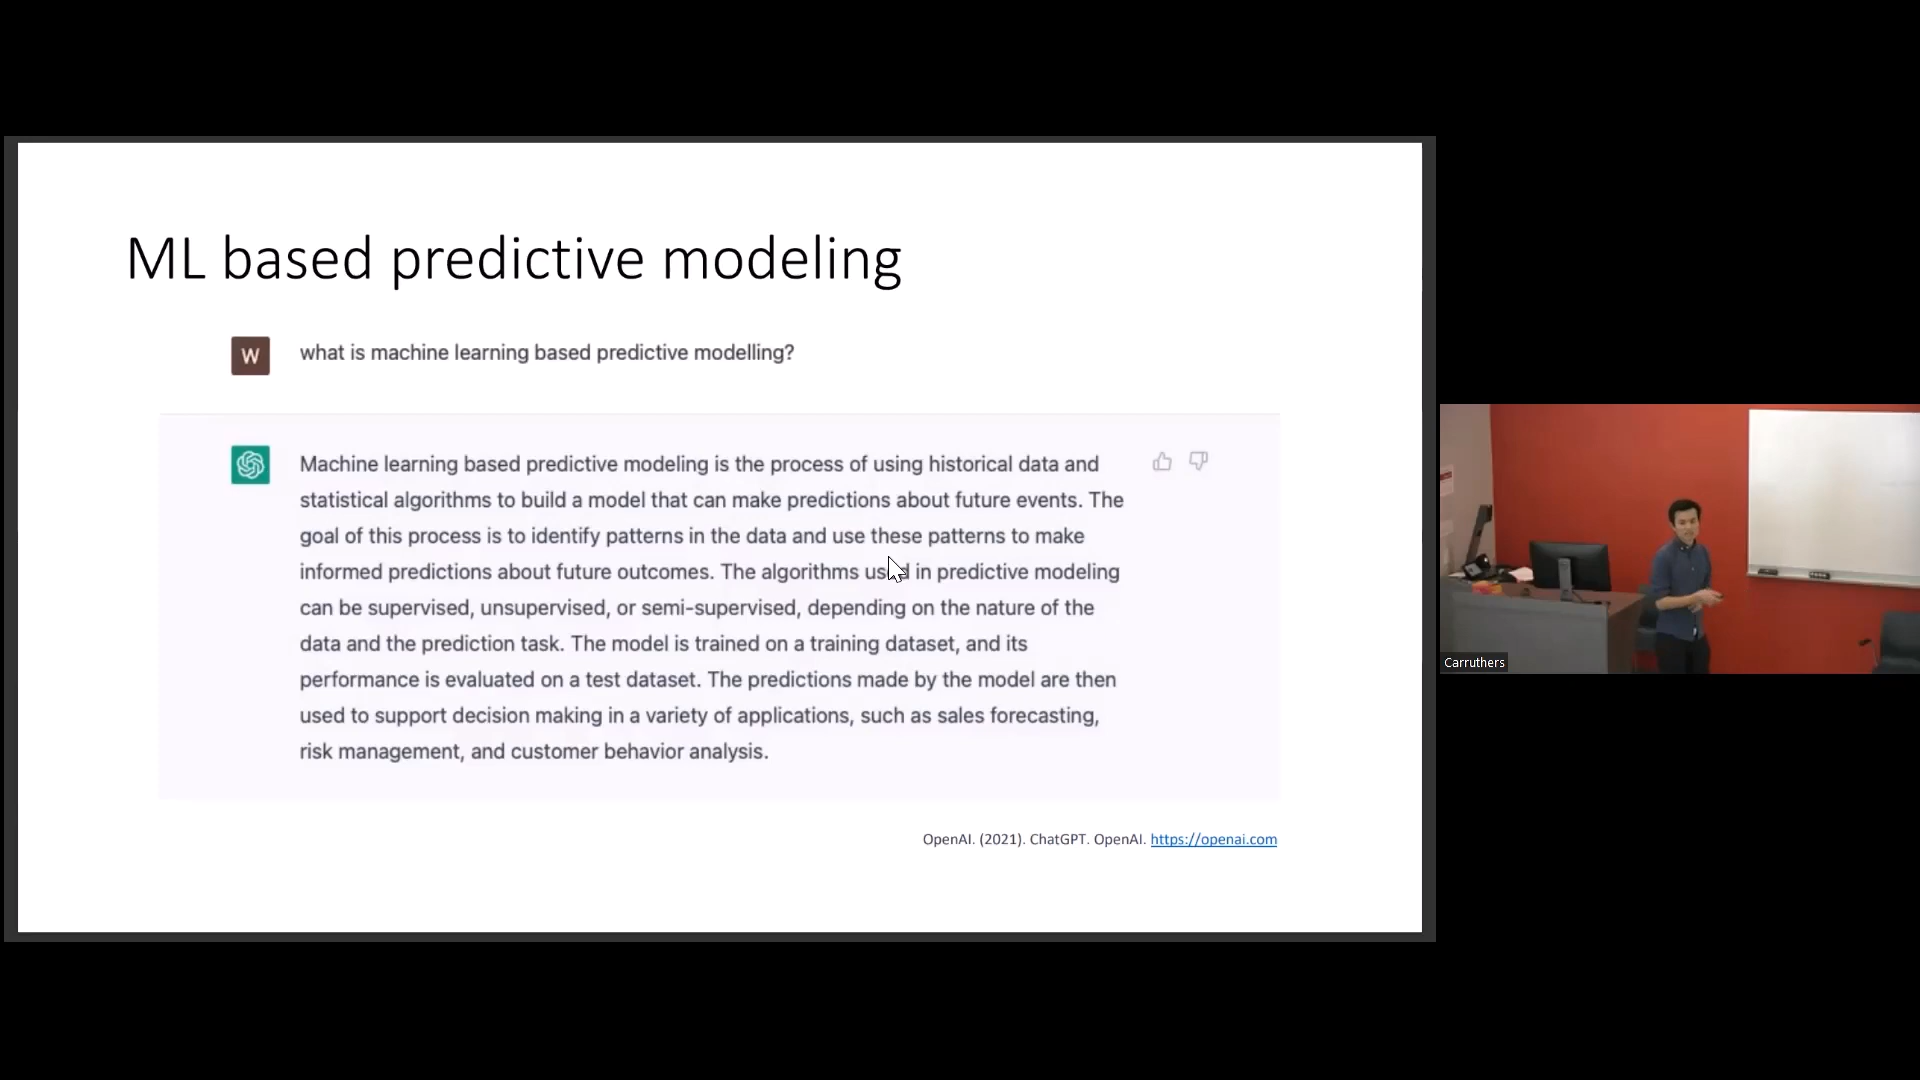 ML based predictive modeling
W
what is machine learning based predictive modelling?
Machine learning based predictive modeling is the process of using historical data and
statistical algorithms to build a model that can make predictions about future events. The
goal of this process is to identify patterns in the data and use these patterns to make
informed predictions about future outcomes. The algorithms used in predictive modeling
can be supervised, unsupervised, or semi-supervised, depending on the nature of the
data and the prediction task. The model is trained on a training dataset, and its
performance is evaluated on a test dataset. The predictions made by the model are then
used to support decision making in a variety of applications, such as sales forecasting,
risk management, and customer behavior analysis.
OpenAI. (2021). ChatGPT. OpenAI. https://openai.com
Carruthers